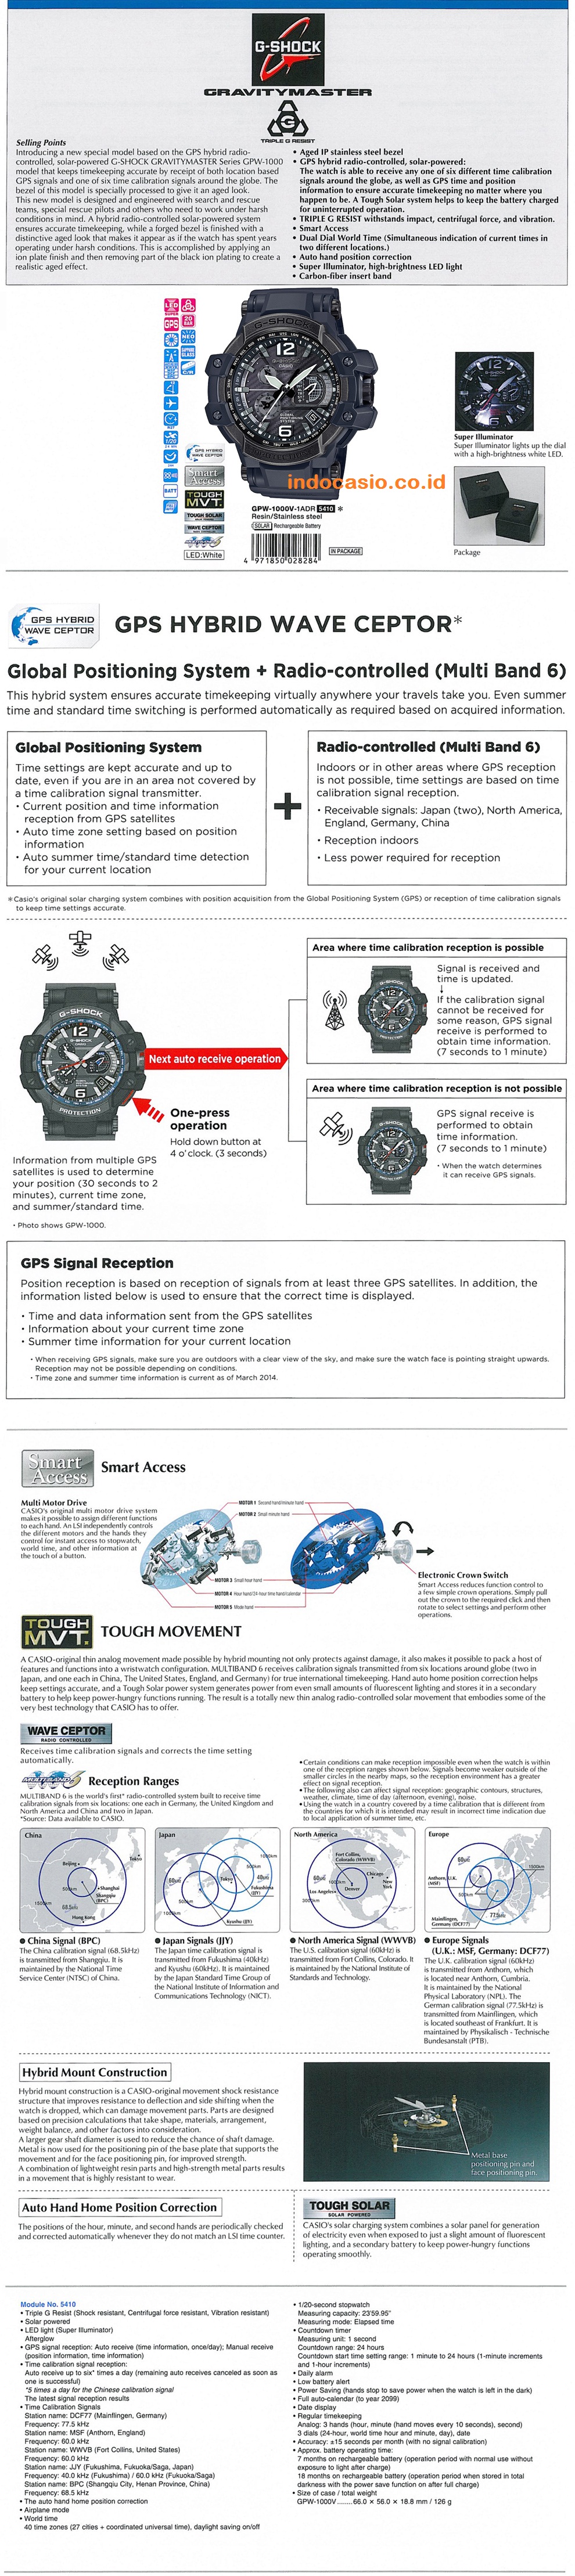 G-SHOCK
GRAVITYMASTER
TRIPLE G RESIST
Selling Points
Introducing a new special model based on the GPS hybrid radio-
controlled, solar-powered G-SHOCK GRAVITYMASTER Series GPW-1000
model that keeps timekeeping accurate by receipt of both location based
GPS signals and one of six time calibration signals around the globe. The
bezel of this model is specially processed to give it an aged look.
This new model is designed and engineered with search and rescue
teams, special rescue pilots and others who need to work under harsh
conditions in mind. A hybrid radio-controlled solar-powered system
ensures accurate timekeeping, while a forged bezel is finished with a
distinctive aged look that makes it appear as if the watch has spent years
operating under harsh conditions. This is accomplished by applying an
ion plate finish and then removing part of the black ion plating to create a
realistic aged effect.
• Aged IP stainless steel bezel
• GPS hybrid radio-controlled, solar-powered:
The watch is able to receive any one of six different time calibration
signals around the globe, as well as GPS time and position
information to ensure accurate timekeeping no matter where you
happen to be. A Tough Solar system helps to keep the battery charged
for uninterrupted operation.
• TRIPLE G RESIST withstands impact, centrifugal force, and vibration.
• Smart Access
• Dual Dial World Time (Simultaneous indication of current times in
two different locations.)
• Auto hand position correction
• Super Illuminator, high-brightness LED light
• Carbon-fiber insert band
LED
GPS
20
BAR
NEO
BATT
GPS HYBRID
WAVE CEPTOR
Smart
Access
TOUGH
MVT.
TOUGH SOLAR
WAVE CEPTOR
LED:White
G-SHOCK
12
6
indocasio.co.id
GPW-1000V-1ADR 5410 *
Resin/Stainless steel
SOLAR Rechargeable Battery
4 971850 028284
IN PACKAGE
Super Illuminator
Super Illuminator lights up the dial
with a high-brightness white LED.
Package
GPS HYBRID
WAVE CEPTOR
GPS HYBRID WAVE CEPTOR*
Global Positioning System + Radio-controlled (Multi Band 6)
This hybrid system ensures accurate timekeeping virtually anywhere your travels take you. Even summer
time and standard time switching is performed automatically as required based on acquired information.
Global Positioning System
Time settings are kept accurate and up to
date, even if you are in an area not covered by
a time calibration signal transmitter.
• Current position and time information
reception from GPS satellites
• Auto time zone setting based on position
information
• Auto summer time/standard time detection
for your current location
+
Radio-controlled (Multi Band 6)
Indoors or in other areas where GPS reception
is not possible, time settings are based on time
calibration signal reception.
• Receivable signals: Japan (two), North America,
England, Germany, China
• Reception indoors
• Less power required for reception
*Casio's original solar charging system combines with position acquisition from the Global Positioning System (GPS) or reception of time calibration signals
to keep time settings accurate.
G-SHOCK
PROTECTION
Next auto receive operation
One-press
operation
Hold down button at
4 o'clock. (3 seconds)
Information from multiple GPS
satellites is used to determine
your position (30 seconds to 2
minutes), current time zone,
and summer/standard time.
• Photo shows GPW-1000.
Area where time calibration reception is possible
Signal is received and
time is updated.
↓
If the calibration signal
cannot be received for
some reason, GPS signal
receive is performed to
obtain time information.
(7 seconds to 1 minute)
Area where time calibration reception is not possible
GPS signal receive is
performed to obtain
time information.
(7 seconds to 1 minute)
• When the watch determines
it can receive GPS signals.
GPS Signal Reception
Position reception is based on reception of signals from at least three GPS satellites. In addition, the
information listed below is used to ensure that the correct time is displayed.
• Time and data information sent from the GPS satellites
• Information about your current time zone
• Summer time information for your current location
• When receiving GPS signals, make sure you are outdoors with a clear view of the sky, and make sure the watch face is pointing straight upwards.
Reception may not be possible depending on conditions.
• Time zone and summer time information is current as of March 2014.
Smart
Access
Smart Access
Multi Motor Drive
CASIO's original multi motor drive system
makes it possible to assign different functions
to each hand. An LSI independently controls
the different motors and the hands they
control for instant access to stopwatch,
world time, and other information at
the touch of a button.
MOTOR 1 Second hand/minute hand
MOTOR 2 Small minute hand
MOTOR 3 Small hour hand
MOTOR 4 Hour hand/24-hour time hand/calendar
MOTOR 5 Mode hand
Electronic Crown Switch
Smart Access reduces function control to
a few simple crown operations. Simply pull
out the crown to the required click and then
rotate to select settings and perform other
operations.
TOUGH
MVT.
TOUGH MOVEMENT
A CASIO-original thin analog movement made possible by hybrid mounting not only protects against damage, it also makes it possible to pack a host of
features and functions into a wristwatch configuration. MULTIBAND 6 receives calibration signals transmitted from six locations around globe (two in
Japan, and one each in China, The United States, England, and Germany) for true international timekeeping. Hand auto home position correction helps
keep settings accurate, and a Tough Solar power system generates power from even small amounts of fluorescent lighting and stores it in a secondary
battery to help keep power-hungry functions running. The result is a totally new thin analog radio-controlled solar movement that embodies some of the
very best technology that CASIO has to offer.
WAVE CEPTOR
RADIO CONTROLLED
Receives time calibration signals and corrects the time setting
automatically.
Reception Ranges
MULTIBAND 6 is the world's first* radio-controlled system built to receive time
calibration signals from six locations: one each in Germany, the United Kingdom and
North America and China and two in Japan.
*Source: Data available to CASIO.
•Certain conditions can make reception impossible even when the watch is within
one of the reception ranges shown below. Signals become weaker outside of the
smaller circles in the nearby maps, so the reception environment has a greater
effect on signal reception.
•The following also can affect signal reception: geographic contours, structures,
weather, climate, time of day (afternoon, evening), noise.
•Using the watch in a country covered by a time calibration that is different from
the countries for which it is intended may result in incorrect time indication due
to local application of summer time, etc.
China
Beijing
Tokyo
500km
Shanghai
Shangqiu
(BPC)
1500km
68.5kHz
Hong Kong
Japan
1000km
500km
60kHz
40kHz
Tokyo
Fukushima
(JJY)
500km
1000km
Kyushu (JJY)
North America
Fort Collins,
Colorado (WWVB)
60kHz
Chicago
New
York
1000km
Los Angeles
Denver
3000km
Europe
60kHz
1500km
Anthorn, U.K.
(MSF)
500km
Mainflingen,
Germany (DCF77)
77.5kHz
● China Signal (BPC)
The China calibration signal (68.5kHz)
is transmitted from Shangqiu. It is
maintained by the National Time
Service Center (NTSC) of China.
● Japan Signals (JJY)
The Japan time calibration signal is
transmitted from Fukushima (40kHz)
and Kyushu (60kHz). It is maintained
by the Japan Standard Time Group of
the National Institute of Information and
Communications Technology (NICT).
● North America Signal (WWVB)
The U.S. calibration signal (60kHz) is
transmitted from Fort Collins, Colorado. It
is maintained by the National Institute of
Standards and Technology.
● Europe Signals
(U.K.: MSF, Germany: DCF77)
The U.K. calibration signal (60kHz)
is transmitted from Anthorn, which
is located near Anthorn, Cumbria.
It is maintained by the National
Physical Laboratory (NPL). The
German calibration signal (77.5kHz) is
transmitted from Mainflingen, which
is located southeast of Frankfurt. It is
maintained by Physikalisch - Technische
Bundesanstalt (PTB).
Hybrid Mount Construction
Hybrid mount construction is a CASIO-original movement shock resistance
structure that improves resistance to deflection and side shifting when the
watch is dropped, which can damage movement parts. Parts are designed
based on precision calculations that take shape, materials, arrangement,
weight balance, and other factors into consideration.
A larger gear shaft diameter is used to reduce the chance of shaft damage.
Metal is now used for the positioning pin of the base plate that supports the
movement and for the face positioning pin, for improved strength.
A combination of lightweight resin parts and high-strength metal parts results
in a movement that is highly resistant to wear.
Metal base
positioning pin and
face positioning pin.
Auto Hand Home Position Correction
The positions of the hour, minute, and second hands are periodically checked
and corrected automatically whenever they do not match an LSI time counter.
TOUGH SOLAR
SOLAR POWERED
CASIO's solar charging system combines a solar panel for generation
of electricity even when exposed to just a slight amount of fluorescent
lighting, and a secondary battery to keep power-hungry functions
operating smoothly.
Module No. 5410
• Triple G Resist (Shock resistant, Centrifugal force resistant, Vibration resistant)
• Solar powered
• LED light (Super Illuminator)
Afterglow
• GPS signal reception: Auto receive (time information, once/day); Manual receive
(position information, time information)
• Time calibration signal reception:
Auto receive up to six* times a day (remaining auto receives canceled as soon as
one is successful)
*5 times a day for the Chinese calibration signal
The latest signal reception results
• Time Calibration Signals
Station name: DCF77 (Mainflingen, Germany)
Frequency: 77.5 kHz
Station name: MSF (Anthorn, England)
Frequency: 60.0 kHz
Station name: WWVB (Fort Collins, United States)
Frequency: 60.0 kHz
Station name: JJY (Fukushima, Fukuoka/Saga, Japan)
Frequency: 40.0 kHz (Fukushima) / 60.0 kHz (Fukuoka/Saga)
Station name: BPC (Shangqiu City, Henan Province, China)
Frequency: 68.5 kHz
• The auto hand home position correction
• Airplane mode
• World time
40 time zones (27 cities + coordinated universal time), daylight saving on/off
• 1/20-second stopwatch
Measuring capacity: 23'59.95"
Measuring mode: Elapsed time
• Countdown timer
Measuring unit: 1 second
Countdown range: 24 hours
Countdown start time setting range: 1 minute to 24 hours (1-minute increments
and 1-hour increments)
• Daily alarm
• Low battery alert
• Power Saving (hands stop to save power when the watch is left in the dark)
• Full auto-calendar (to year 2099)
• Date display
• Regular timekeeping
Analog: 3 hands (hour, minute (hand moves every 10 seconds), second)
3 dials (24-hour, world time hour and minute, day), date
• Accuracy: ±15 seconds per month (with no signal calibration)
• Approx. battery operating time:
7 months on rechargeable battery (operation period with normal use without
exposure to light after charge)
18 months on rechargeable battery (operation period when stored in total
darkness with the power save function on after full charge)
• Size of case / total weight
GPW-1000V........66.0 × 56.0 × 18.8 mm / 126 g